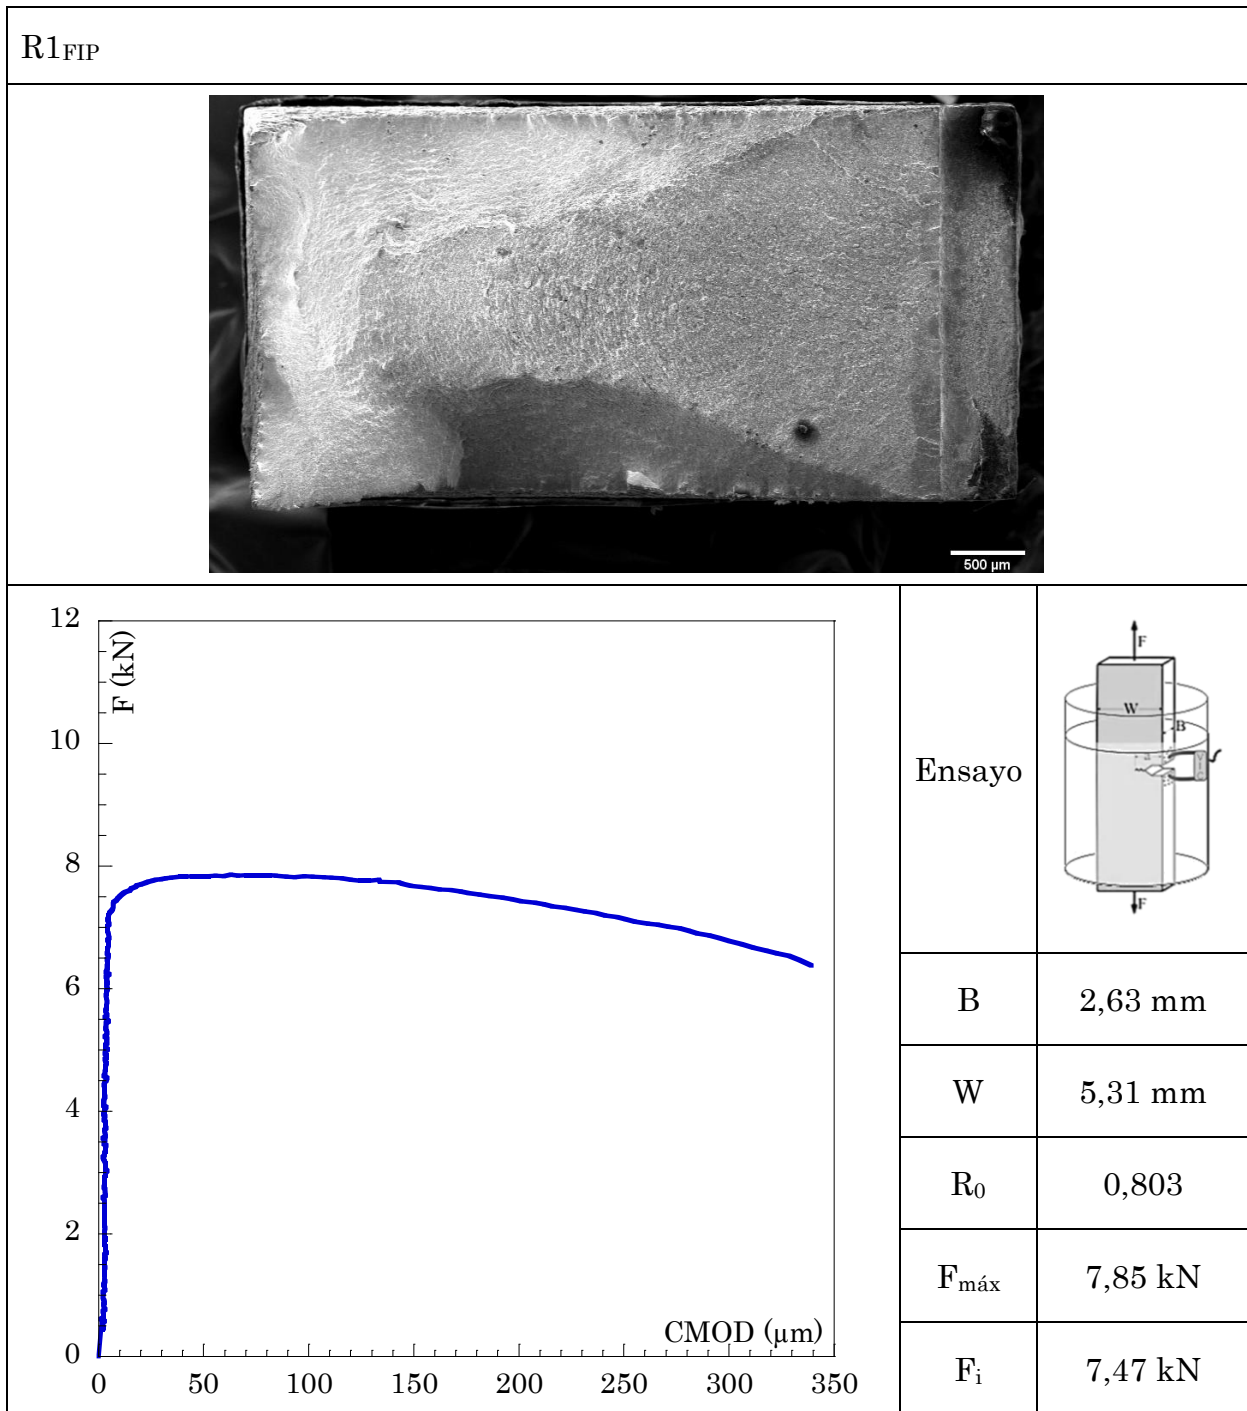 R1FIP
500 µm
12
10
8
6
4
2
0
F (kN)
CMOD (µm)
0 50 100 150 200 250 300 350
Ensayo
F
W
B
F
B 2,63 mm
W 5,31 mm
R0 0,803
Fmáx 7,85 kN
Fi 7,47 kN